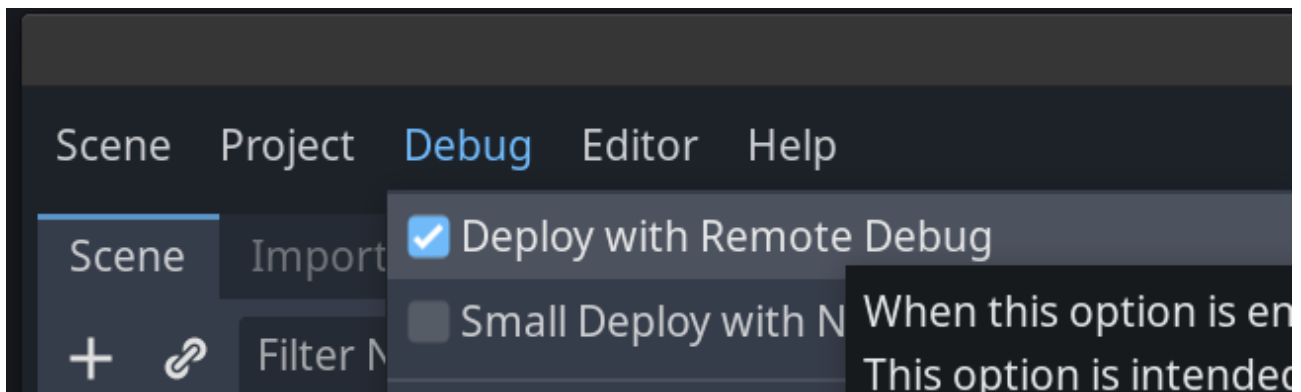 Scene Project Debug Editor Help
Scene Import
Deploy with Remote Debug
Small Deploy with N
Filter N
When this option is en
This option is intended